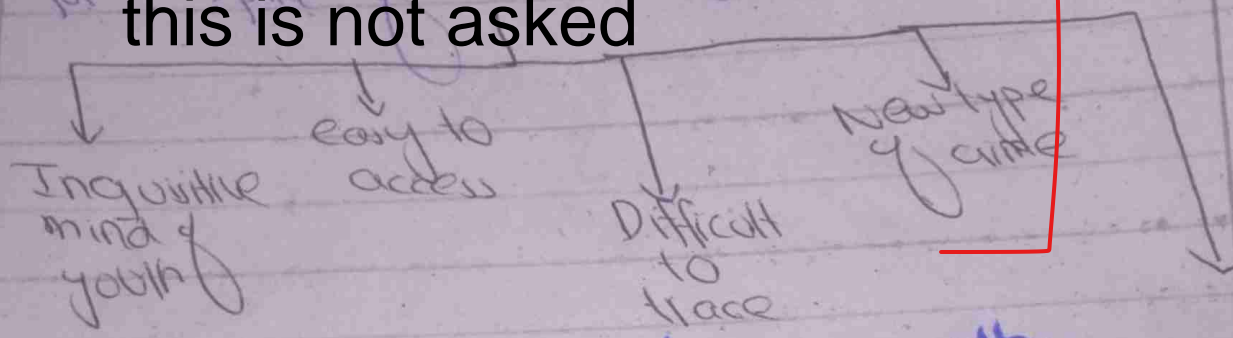 this is not asked
Inquisitive
mind of
youth
easy to
access
Difficult
to
trace
New type
of crime